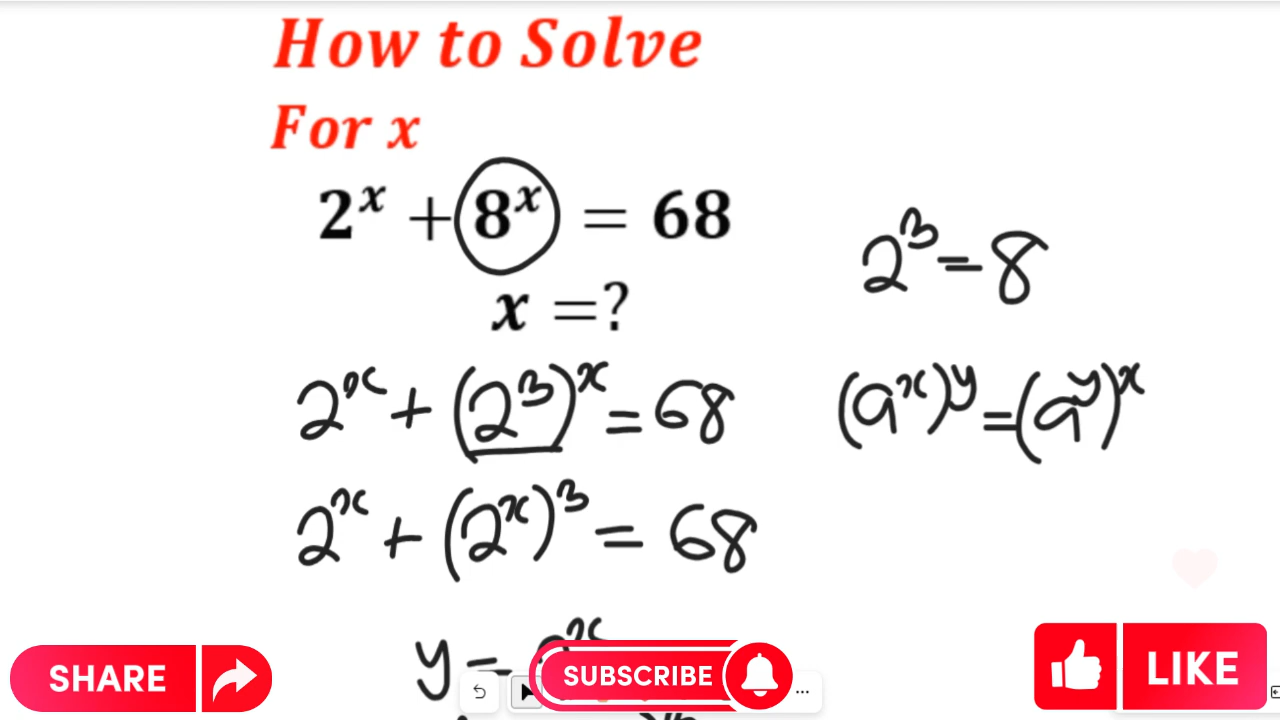 How to Solve
For x
2^x + 8^x = 68
2^3 = 8
x =?
2^x + (2^3)^x = 68
(a^x)^y = (a^y)^x
2^x + (2^x)^3 = 68
y =
SHARE
SUBSCRIBE
LIKE